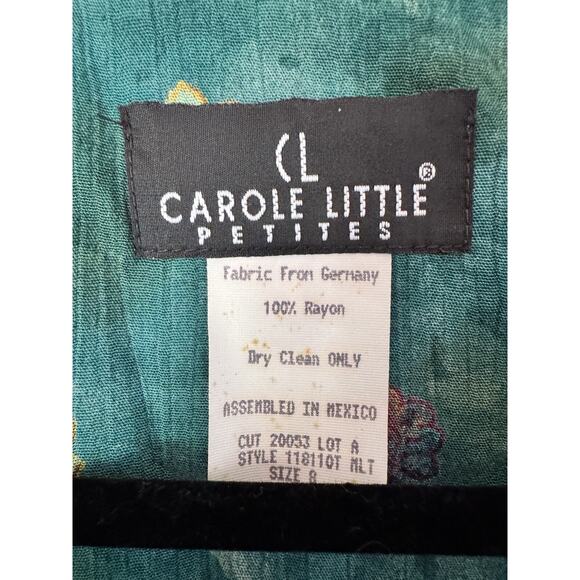 CL
CAROLE LITTLE ®
PETITES
Fabric From Germany
100% Rayon
Dry Clean ONLY
ASSEMBLED IN MEXICO
CUT 20053 LOT A
STYLE 118110T MLT
SIZE 8